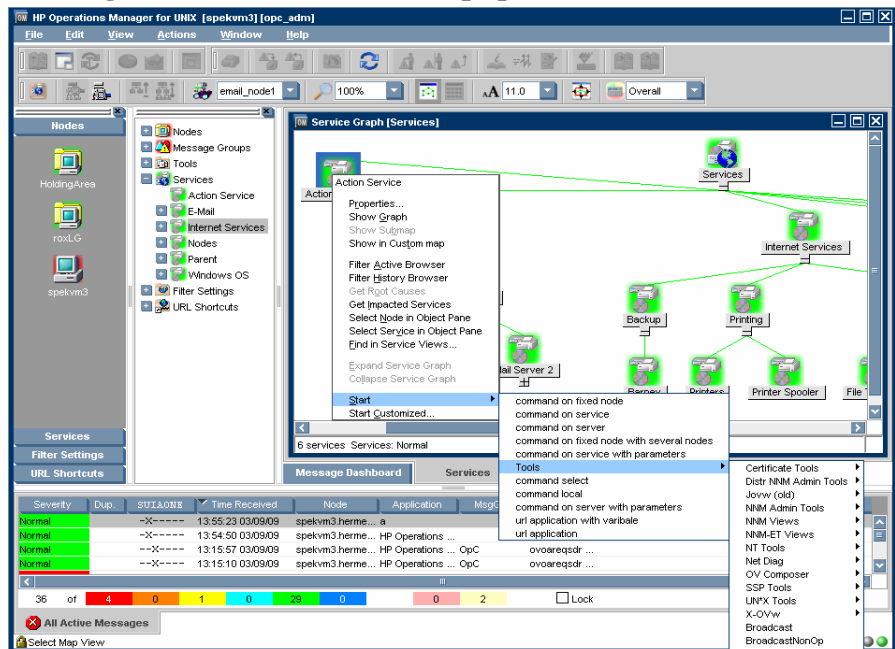 HP Operations Manager for UNIX [spekvm3] [opc_adm]
File Edit View Actions Window Help
email_node1 100% AA 11.0 Overall
Nodes
HoldingArea
roxLG
spekvm3
Services
Filter Settings
URL Shortcuts
Nodes
Message Groups
Tools
Services
Action Service
E-Mail
Internet Services
Nodes
Parent
Windows OS
Filter Settings
URL Shortcuts
Service Graph [Services]
Services
Internet Services
Backup
Printing
Mail Server 2
Printers
Printer Spooler
Action Service
Properties...
Show Graph
Show Submap
Show in Custom map
Filter Active Browser
Filter History Browser
Get Root Causes
Get Impacted Services
Select Node in Object Pane
Select Service in Object Pane
Find in Service Views...
Expand Service Graph
Collapse Service Graph
Start
Start Customized...
command on fixed node
command on service
command on server
command on fixed node with several nodes
command on service with parameters
Tools
command select
command local
command on server with parameters
url application with varibale
url application
Certificate Tools
Distr NNM Admin Tools
Jovw (old)
NNM Admin Tools
NNM Views
NNM-ET Views
NT Tools
Net Diag
OV Composer
SSP Tools
UN*X Tools
X-OVw
Broadcast
BroadcastNonOp
6 services Services: Normal
Message Dashboard Services
Severity Dup. SUIAONE Time Received Node Application
Normal --X----- 13:55:23 03/09/09 spekvm3.herme... a
Normal --X----- 13:54:50 03/09/09 spekvm3.herme... HP Operations ...
Normal --X----- 13:15:57 03/09/09 spekvm3.herme... HP Operations ... OpC ovoareqsdr ...
Normal --X----- 13:15:10 03/09/09 spekvm3.herme... HP Operations ... OpC ovoareqsdr ...
36 of 4 0 1 0 29 0 0 2 Lock
All Active Messages
Select Map View